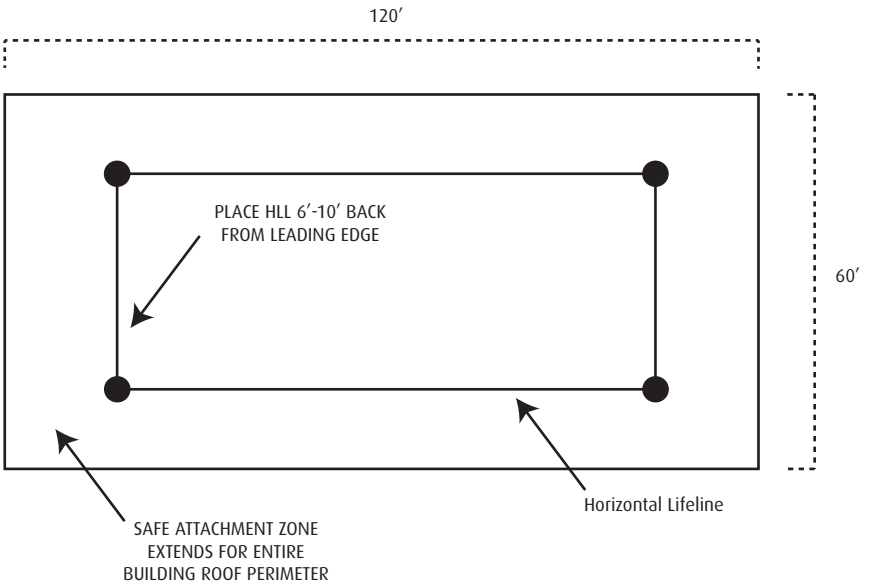 120′
PLACE HLL 6′-10′ BACK
FROM LEADING EDGE
60′
Horizontal Lifeline
SAFE ATTACHMENT ZONE
EXTENDS FOR ENTIRE
BUILDING ROOF PERIMETER